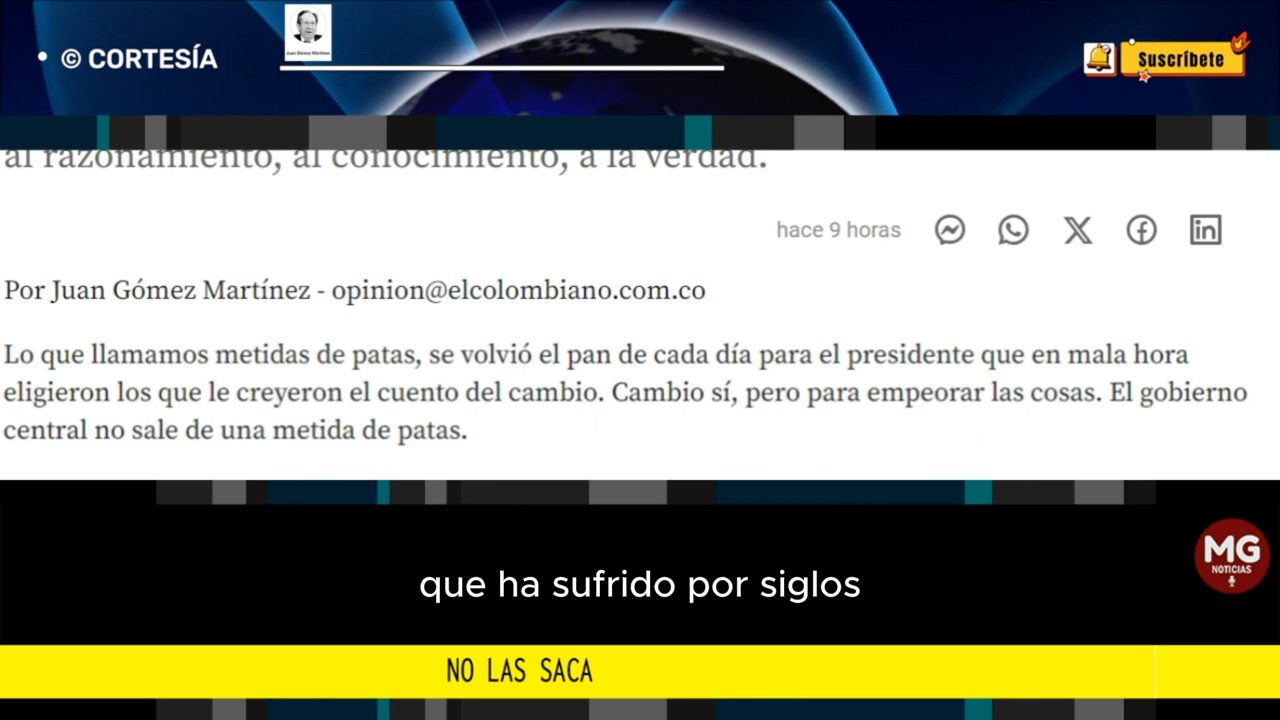 • © CORTESÍA
Juan Gómez Martínez
Suscríbete
al razonamiento, al conocimiento, a la verdad.
hace 9 horas
Por Juan Gómez Martínez - opinion@elcolombiano.com.co
Lo que llamamos metidas de patas, se volvió el pan de cada día para el presidente que en mala hora
eligieron los que le creyeron el cuento del cambio. Cambio sí, pero para empeorar las cosas. El gobierno
central no sale de una metida de patas.
MG
NOTICIAS
que ha sufrido por siglos
NO LAS SACA